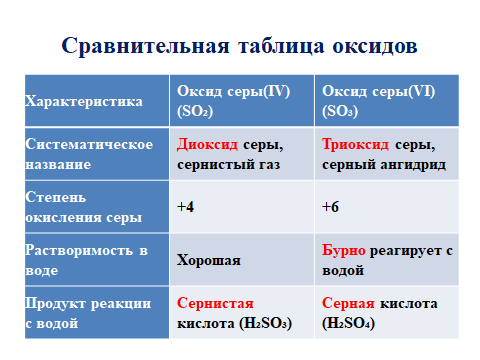 Сравнительная таблица оксидов
Характеристика
Оксид серы(IV)
(SO₂)
Оксид серы(VI)
(SO₃)
Систематическое
название
Диоксид серы,
сернистый газ
Триоксид серы,
серный ангидрид
Степень
окисления серы
+4
+6
Растворимость в
воде
Хорошая
Бурно реагирует с
водой
Продукт реакции
с водой
Сернистая
кислота (H₂SO₃)
Серная кислота
(H₂SO₄)